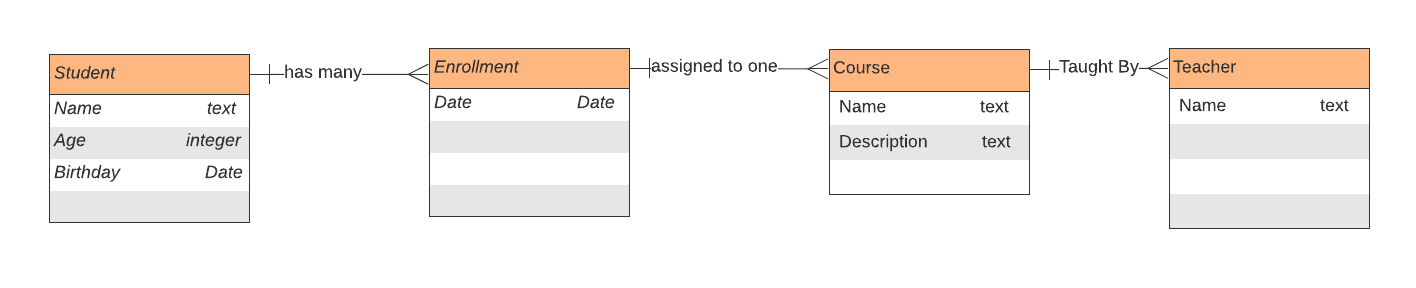 Student
Name text
Age integer
Birthday Date
has many
Enrollment
Date Date
assigned to one
Course
Name text
Description text
Taught By
Teacher
Name text